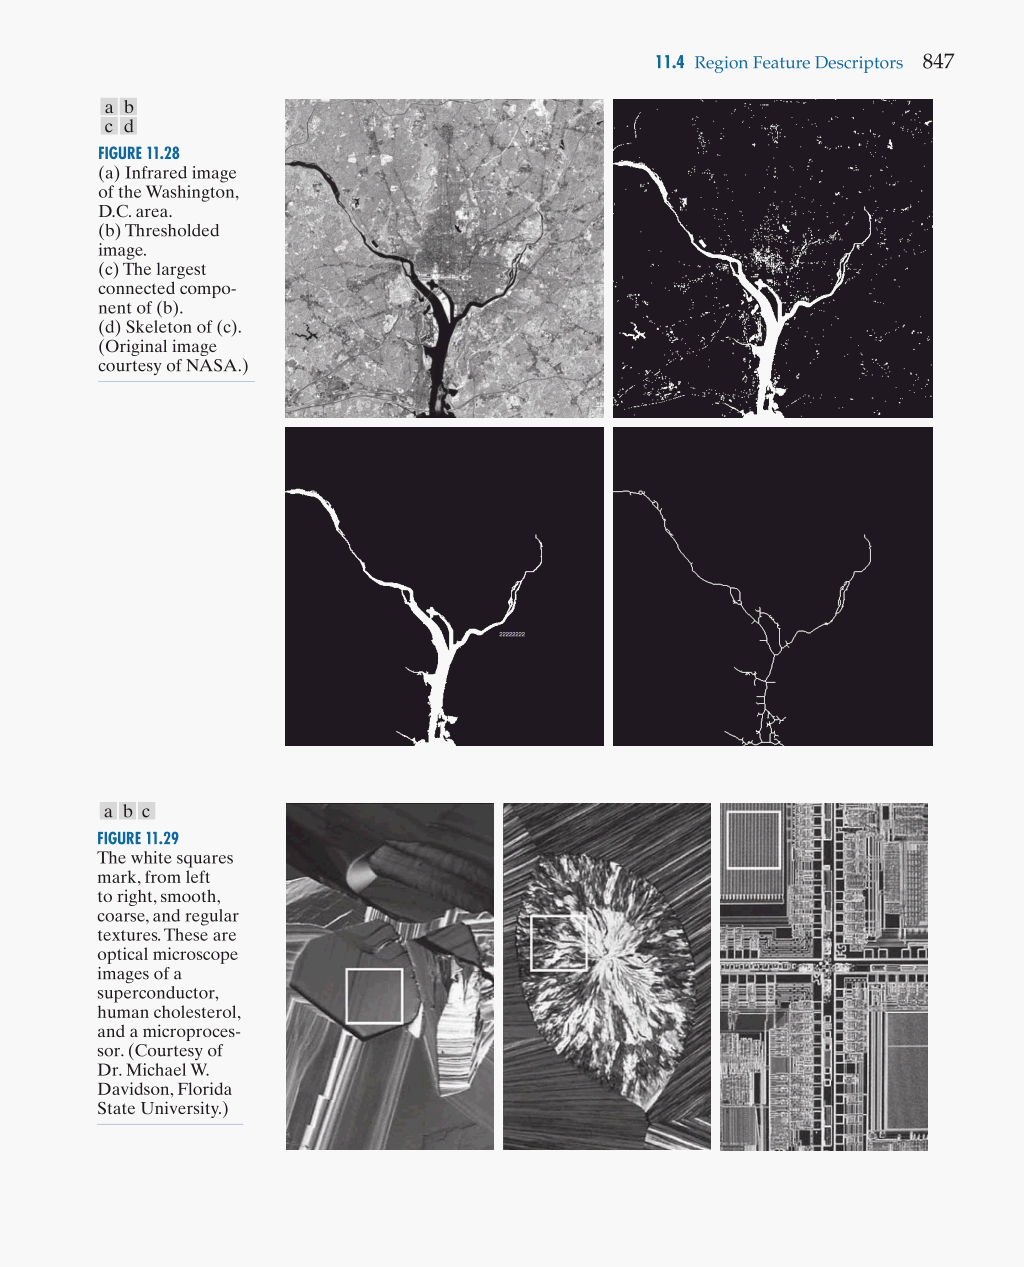 11.4 Region Feature Descriptors 847
a b
c d
FIGURE 11.28
(a) Infrared image
of the Washington,
D.C. area.
(b) Thresholded
image.
(c) The largest
connected compo-
nent of (b).
(d) Skeleton of (c).
(Original image
courtesy of NASA.)
22222222
a b c
FIGURE 11.29
The white squares
mark, from left
to right, smooth,
coarse, and regular
textures. These are
optical microscope
images of a
superconductor,
human cholesterol,
and a microproces-
sor. (Courtesy of
Dr. Michael W.
Davidson, Florida
State University.)